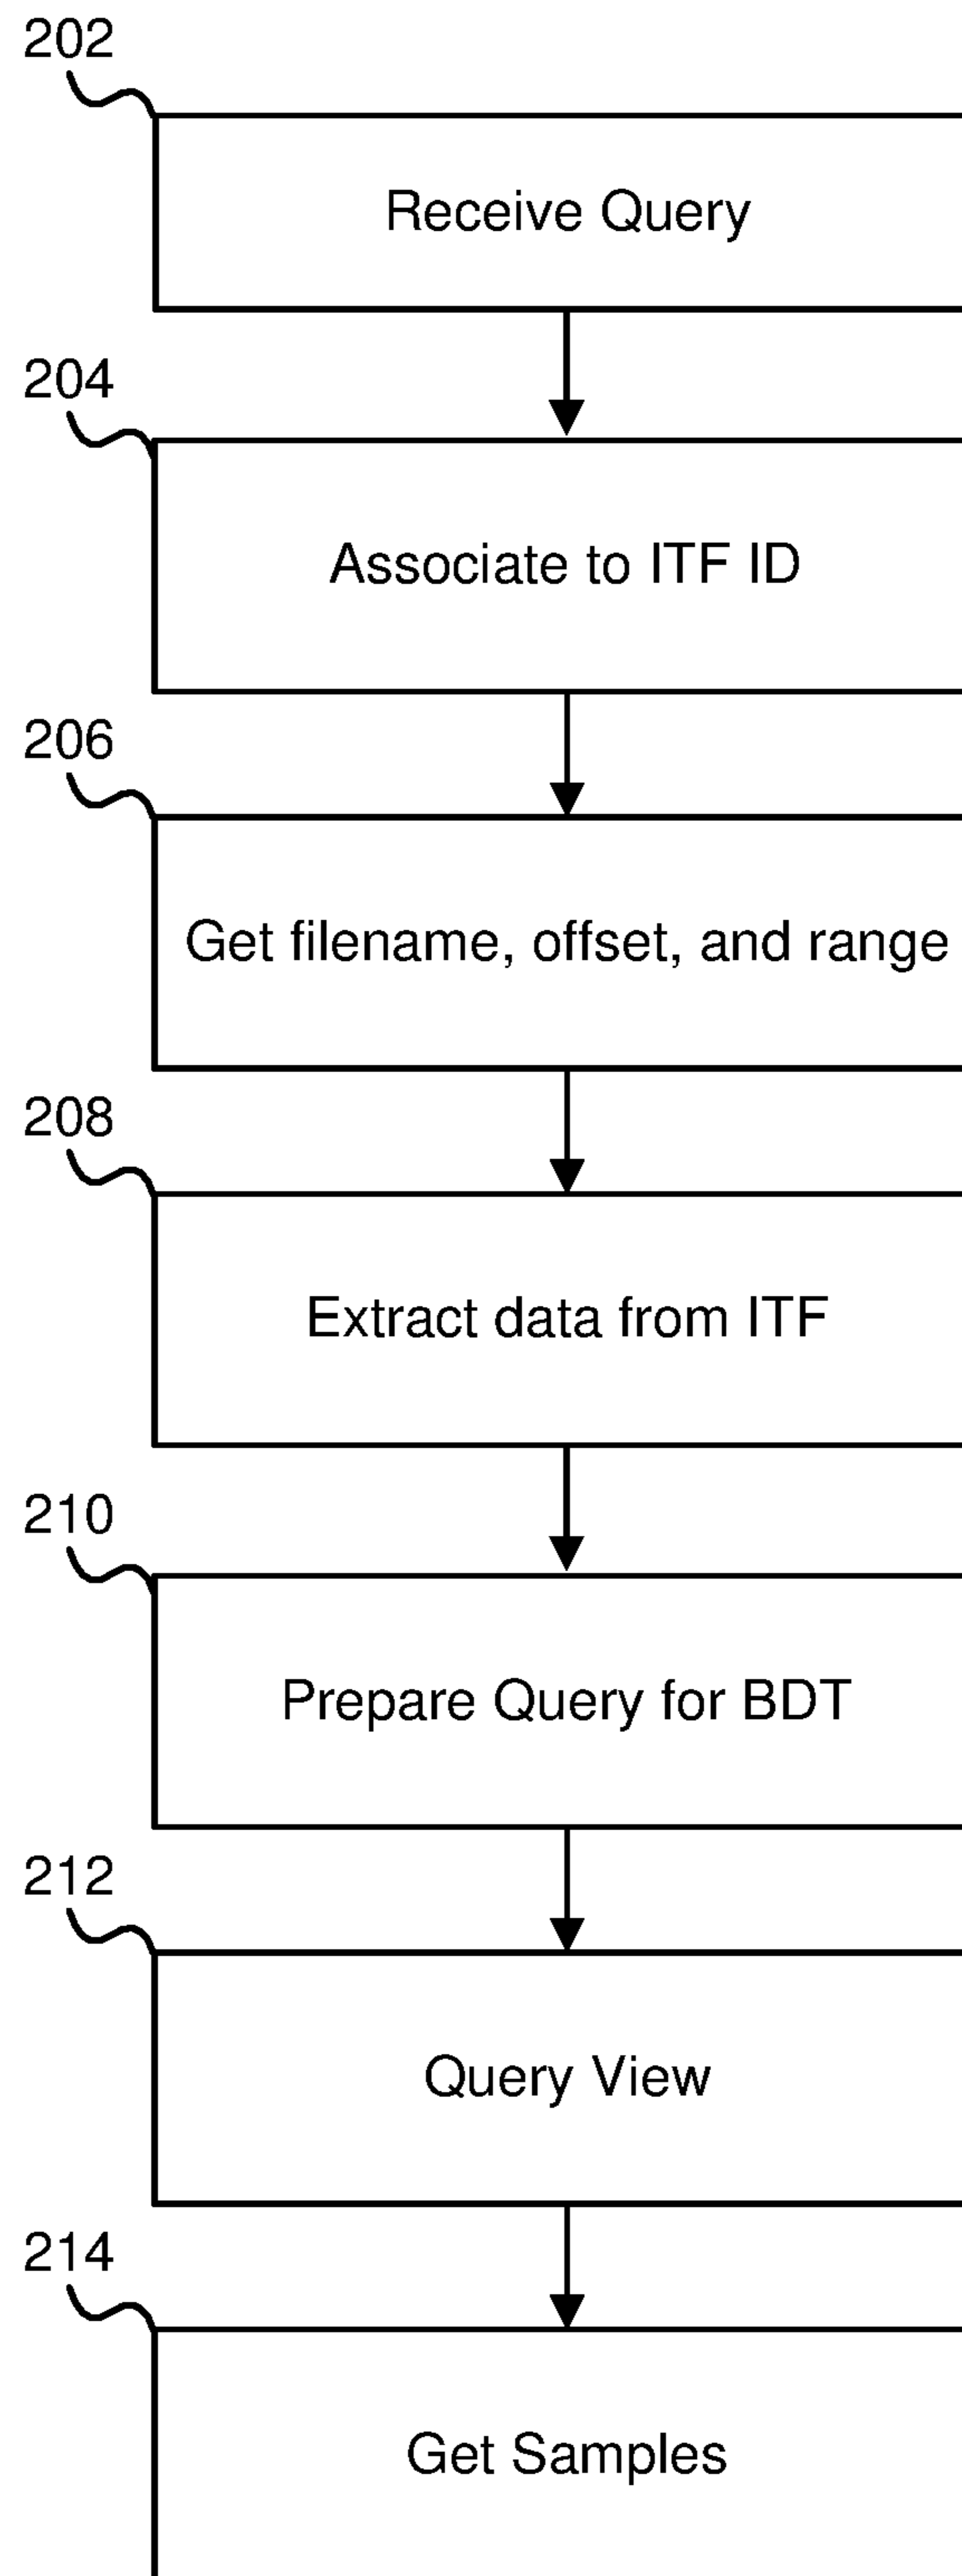 202
Receive Query
204
Associate to ITF ID
206
Get filename, offset, and range
208
Extract data from ITF
210
Prepare Query for BDT
212
Query View
214
Get Samples